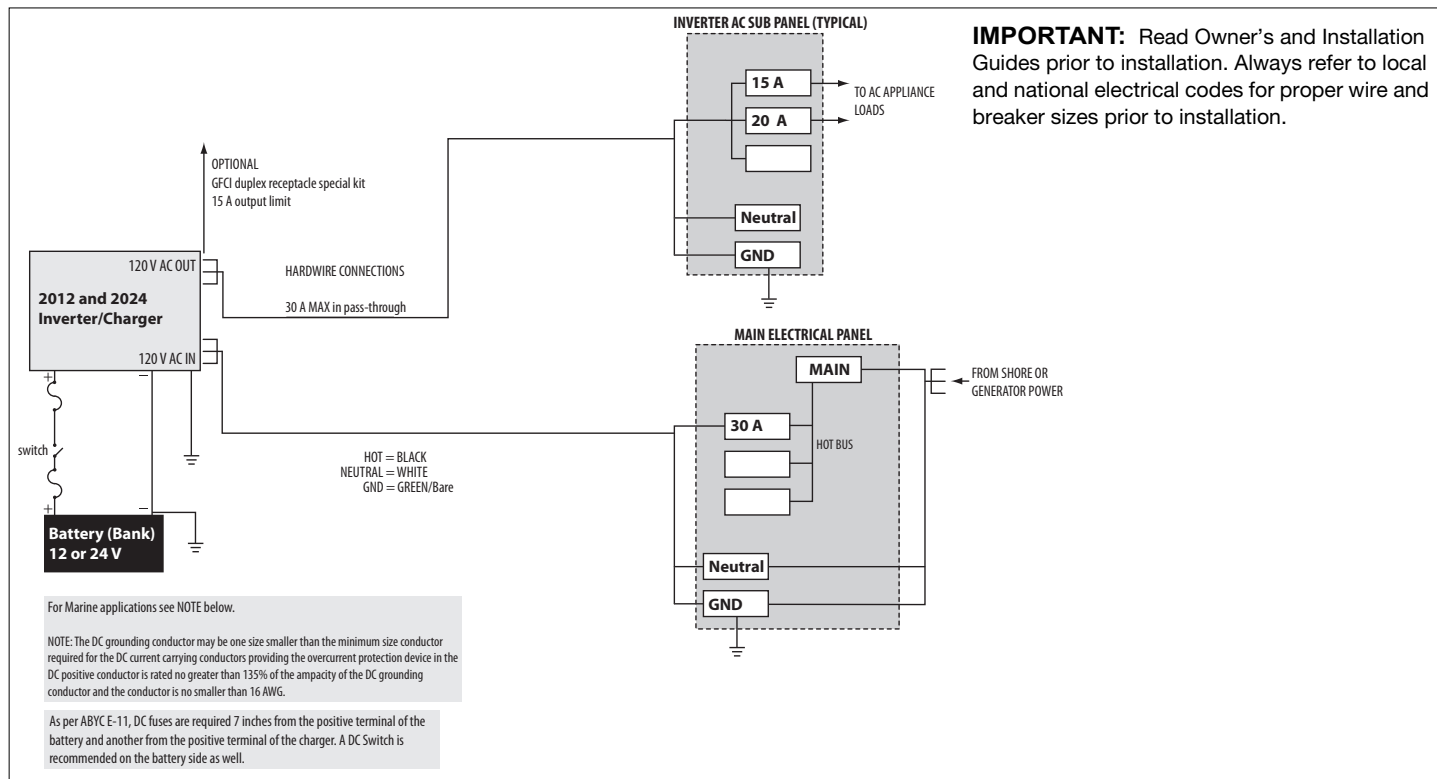 INVERTER AC SUB PANEL (TYPICAL)
15 A
20 A
TO AC APPLIANCE
LOADS
Neutral
GND
IMPORTANT: Read Owner's and Installation
Guides prior to installation. Always refer to local
and national electrical codes for proper wire and
breaker sizes prior to installation.
OPTIONAL
GFCI duplex receptacle special kit
15 A output limit
120 V AC OUT
2012 and 2024
Inverter/Charger
120 V AC IN
HARDWIRE CONNECTIONS
30 A MAX in pass-through
+
–
switch
+
–
Battery (Bank)
12 or 24 V
HOT = BLACK
NEUTRAL = WHITE
GND = GREEN/Bare
MAIN ELECTRICAL PANEL
MAIN
30 A
HOT BUS
FROM SHORE OR
GENERATOR POWER
Neutral
GND
For Marine applications see NOTE below.
NOTE: The DC grounding conductor may be one size smaller than the minimum size conductor
required for the DC current carrying conductors providing the overcurrent protection device in the
DC positive conductor is rated no greater than 135% of the ampacity of the DC grounding
conductor and the conductor is no smaller than 16 AWG.
As per ABYC E-11, DC fuses are required 7 inches from the positive terminal of the
battery and another from the positive terminal of the charger. A DC Switch is
recommended on the battery side as well.